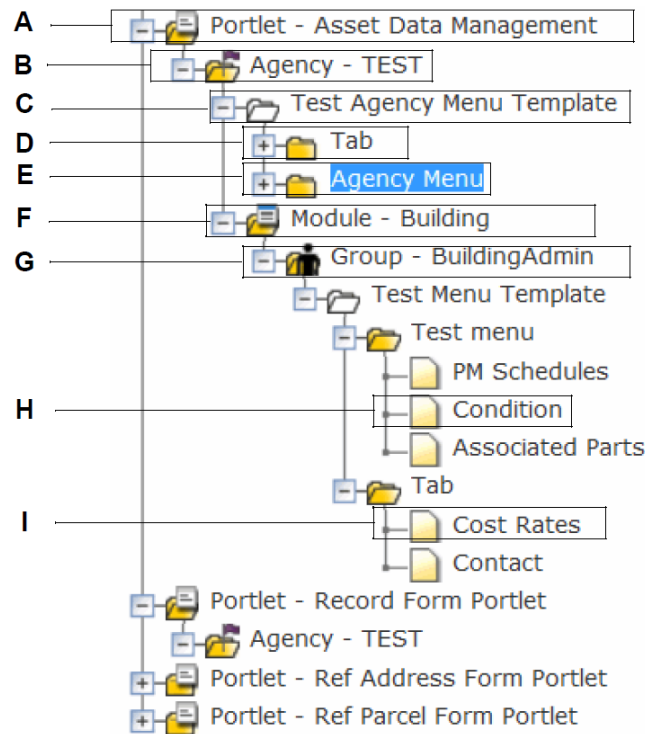 A Portlet - Asset Data Management
B Agency - TEST
C Test Agency Menu Template
D Tab
E Agency Menu
F Module - Building
G Group - BuildingAdmin
Test Menu Template
Test menu
PM Schedules
H Condition
Associated Parts
Tab
I Cost Rates
Contact
Portlet - Record Form Portlet
Agency - TEST
Portlet - Ref Address Form Portlet
Portlet - Ref Parcel Form Portlet